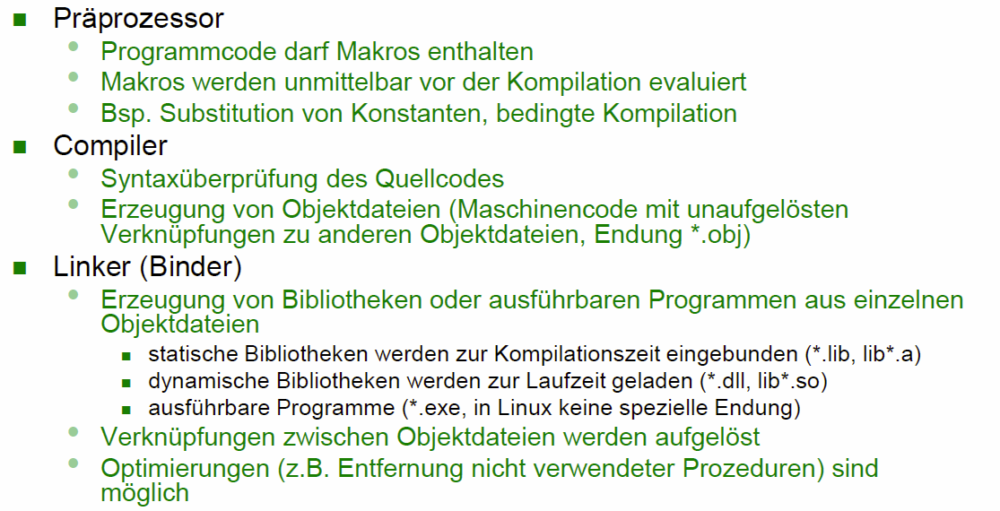 Präprozessor
Programmcode darf Makros enthalten
Makros werden unmittelbar vor der Kompilation evaluiert
Bsp. Substitution von Konstanten, bedingte Kompilation
Compiler
Syntaxüberprüfung des Quellcodes
Erzeugung von Objektdateien (Maschinencode mit unaufgelösten
Verknüpfungen zu anderen Objektdateien, Endung *.obj)
Linker (Binder)
Erzeugung von Bibliotheken oder ausführbaren Programmen aus einzelnen
Objektdateien
statische Bibliotheken werden zur Kompilationszeit eingebunden (*.lib, lib*.a)
dynamische Bibliotheken werden zur Laufzeit geladen (*.dll, lib*.so)
ausführbare Programme (*.exe, in Linux keine spezielle Endung)
Verknüpfungen zwischen Objektdateien werden aufgelöst
Optimierungen (z.B. Entfernung nicht verwendeter Prozeduren) sind
möglich